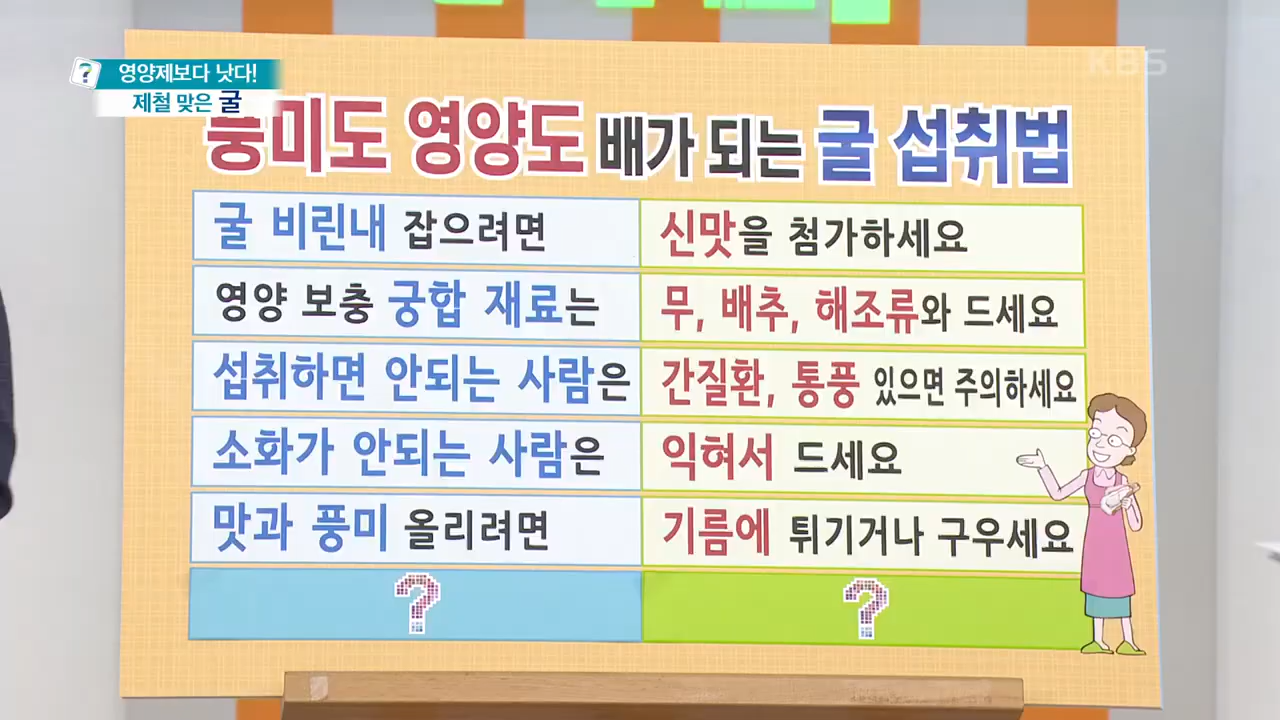 영양제보다 낫다!
제철 맞은 굴
KBS
풍미도 영양도 배가 되는 굴 섭취법
굴 비린내 잡으려면 신맛을 첨가하세요
영양 보충 궁합 재료는 무, 배추, 해조류와 드세요
섭취하면 안되는 사람은 간질환, 통풍 있으면 주의하세요
소화가 안되는 사람은 익혀서 드세요
맛과 풍미 올리려면 기름에 튀기거나 구우세요
? ?